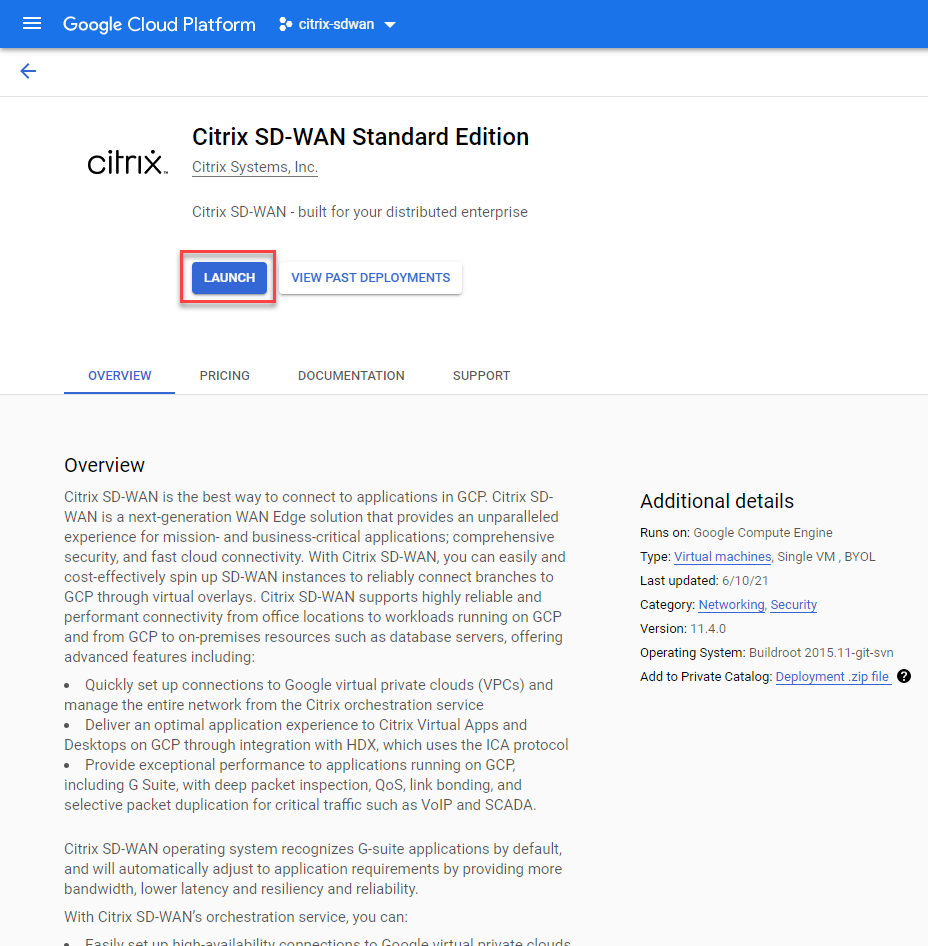 Google Cloud Platform citrix-sdwan
Citrix SD-WAN Standard Edition
citrix™
Citrix Systems, Inc.
Citrix SD-WAN - built for your distributed enterprise
LAUNCH VIEW PAST DEPLOYMENTS
OVERVIEW PRICING DOCUMENTATION SUPPORT
Overview
Citrix SD-WAN is the best way to connect to applications in GCP. Citrix SD-
WAN is a next-generation WAN Edge solution that provides an unparalleled
experience for mission- and business-critical applications; comprehensive
security, and fast cloud connectivity. With Citrix SD-WAN, you can easily and
cost-effectively spin up SD-WAN instances to reliably connect branches to
GCP through virtual overlays. Citrix SD-WAN supports highly reliable and
performant connectivity from office locations to workloads running on GCP
and from GCP to on-premises resources such as database servers, offering
advanced features including:
• Quickly set up connections to Google virtual private clouds (VPCs) and
manage the entire network from the Citrix orchestration service
• Deliver an optimal application experience to Citrix Virtual Apps and
Desktops on GCP through integration with HDX, which uses the ICA protocol
• Provide exceptional performance to applications running on GCP,
including G Suite, with deep packet inspection, QoS, link bonding, and
selective packet duplication for critical traffic such as VoIP and SCADA.
Citrix SD-WAN operating system recognizes G-suite applications by default,
and will automatically adjust to application requirements by providing more
bandwidth, lower latency and resiliency and reliability.
With Citrix SD-WAN's orchestration service, you can:
• Easily set up high-availability connections to Google virtual private clouds
Additional details
Runs on: Google Compute Engine
Type: Virtual machines, Single VM , BYOL
Last updated: 6/10/21
Category: Networking, Security
Version: 11.4.0
Operating System: Buildroot 2015.11-git-svn
Add to Private Catalog: Deployment .zip file ?